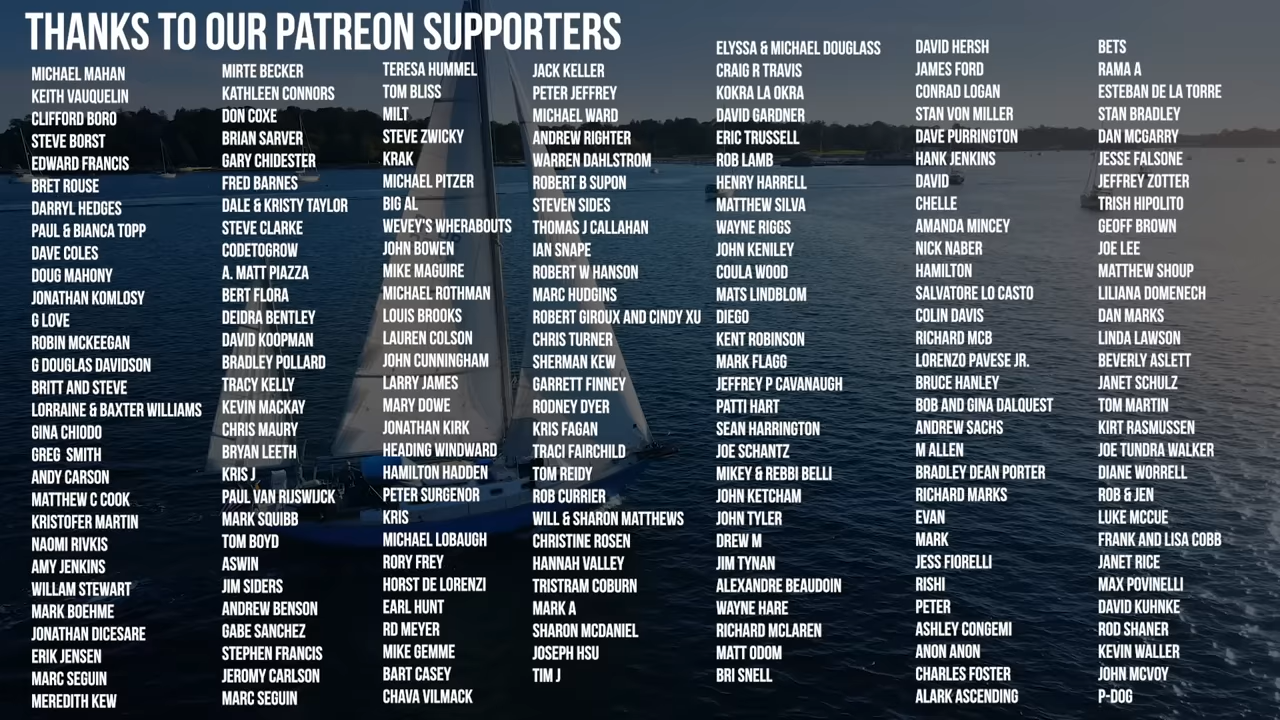 THANKS TO OUR PATREON SUPPORTERS
MICHAEL MAHAN
KEITH VAUQUELIN
CLIFFORD BORO
STEVE BORST
EDWARD FRANCIS
BRET ROUSE
DARRYL HEDGES
PAUL & BIANCA TOPP
DAVE COLES
DOUG MAHONY
JONATHAN KOMLOSY
G LOVE
ROBIN MCKEEGAN
G DOUGLAS DAVIDSON
BRITT AND STEVE
LORRAINE & BAXTER WILLIAMS
GINA CHIODO
GREG SMITH
ANDY CARSON
MATTHEW C COOK
KRISTOFER MARTIN
NAOMI RIVKIS
AMY JENKINS
WILLAM STEWART
MARK BOEHME
JONATHAN DICESARE
ERIK JENSEN
MARC SEGUIN
MEREDITH KEW
MIRTE BECKER
KATHLEEN CONNORS
DON COXE
BRIAN SARVER
GARY CHIDESTER
FRED BARNES
DALE & KRISTY TAYLOR
STEVE CLARKE
CODETOGROW
A. MATT PIAZZA
BERT FLORA
DEIDRA BENTLEY
DAVID KOOPMAN
BRADLEY POLLARD
TRACY KELLY
KEVIN MACKAY
CHRIS MAURY
BRYAN LEETH
KRIS J
PAUL VAN RIJSWIJCK
MARK SQUIBB
TOM BOYD
ASWIN
JIM SIDERS
ANDREW BENSON
GABE SANCHEZ
STEPHEN FRANCIS
JEROMY CARLSON
MARC SEGUIN
TERESA HUMMEL
TOM BLISS
MILT
STEVE ZWICKY
KRAK
MICHAEL PITZER
BIG AL
WEVEY'S WHERABOUTS
JOHN BOWEN
MIKE MAGUIRE
MICHAEL ROTHMAN
LOUIS BROOKS
LAUREN COLSON
JOHN CUNNINGHAM
LARRY JAMES
MARY DOWE
JONATHAN KIRK
HEADING WINDWARD
HAMILTON HADDEN
PETER SURGENOR
KRIS
MICHAEL LOBAUGH
RORY FREY
HORST DE LORENZI
EARL HUNT
RD MEYER
MIKE GEMME
BART CASEY
CHAVA VILMACK
JACK KELLER
PETER JEFFREY
MICHAEL WARD
ANDREW RIGHTER
WARREN DAHLSTROM
ROBERT B SUPON
STEVEN SIDES
THOMAS J CALLAHAN
IAN SNAPE
ROBERT W HANSON
MARC HUDGINS
ROBERT GIROUX AND CINDY XU
CHRIS TURNER
SHERMAN KEW
GARRETT FINNEY
RODNEY DYER
KRIS FAGAN
TRACI FAIRCHILD
TOM REIDY
ROB CURRIER
WILL & SHARON MATTHEWS
CHRISTINE ROSEN
HANNAH VALLEY
TRISTRAM COBURN
MARK A
SHARON MCDANIEL
JOSEPH HSU
TIM J
ELYSSA & MICHAEL DOUGLASS
CRAIG R TRAVIS
KOKRA LA OKRA
DAVID GARDNER
ERIC TRUSSELL
ROB LAMB
HENRY HARRELL
MATTHEW SILVA
WAYNE RIGGS
JOHN KENILEY
COULA WOOD
MATS LINDBLOM
DIEGO
KENT ROBINSON
MARK FLAGG
JEFFREY P CAVANAUGH
PATTI HART
SEAN HARRINGTON
JOE SCHANTZ
MIKEY & REBBI BELLI
JOHN KETCHAM
JOHN TYLER
DREW M
JIM TYNAN
ALEXANDRE BEAUDOIN
WAYNE HARE
RICHARD MCLAREN
MATT ODOM
BRI SNELL
DAVID HERSH
JAMES FORD
CONRAD LOGAN
STAN VON MILLER
DAVE PURRINGTON
HANK JENKINS
DAVID
CHELLE
AMANDA MINCEY
NICK NABER
HAMILTON
SALVATORE LO CASTO
COLIN DAVIS
RICHARD MCB
LORENZO PAVESE JR.
BRUCE HANLEY
BOB AND GINA DALQUEST
ANDREW SACHS
M ALLEN
BRADLEY DEAN PORTER
RICHARD MARKS
EVAN
MARK
JESS FIORELLI
RISHI
PETER
ASHLEY CONGEMI
ANON ANON
CHARLES FOSTER
ALARK ASCENDING
BETS
RAMA A
ESTEBAN DE LA TORRE
STAN BRADLEY
DAN MCGARRY
JESSE FALSONE
JEFFREY ZOTTER
TRISH HIPOLITO
GEOFF BROWN
JOE LEE
MATTHEW SHOUP
LILIANA DOMENECH
DAN MARKS
LINDA LAWSON
BEVERLY ASLETT
JANET SCHULZ
TOM MARTIN
KIRT RASMUSSEN
JOE TUNDRA WALKER
DIANE WORRELL
ROB & JEN
LUKE MCCUE
FRANK AND LISA COBB
JANET RICE
MAX POVINELLI
DAVID KUHNKE
ROD SHANER
KEVIN WALLER
JOHN MCVOY
P-DOG